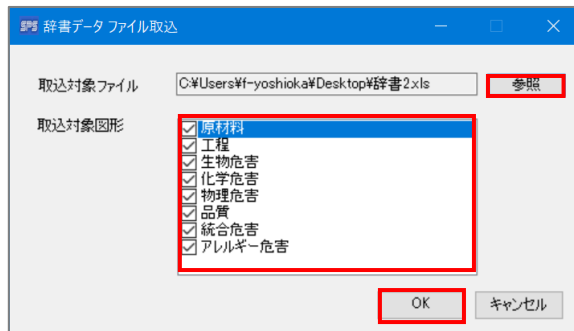 SPS 辞書データ ファイル取込
取込対象ファイル C:¥Users¥f-yoshioka¥Desktop¥辞書2.xls 参照
取込対象図形
原材料
工程
生物危害
化学危害
物理危害
品質
統合危害
アレルギー危害
OK キャンセル